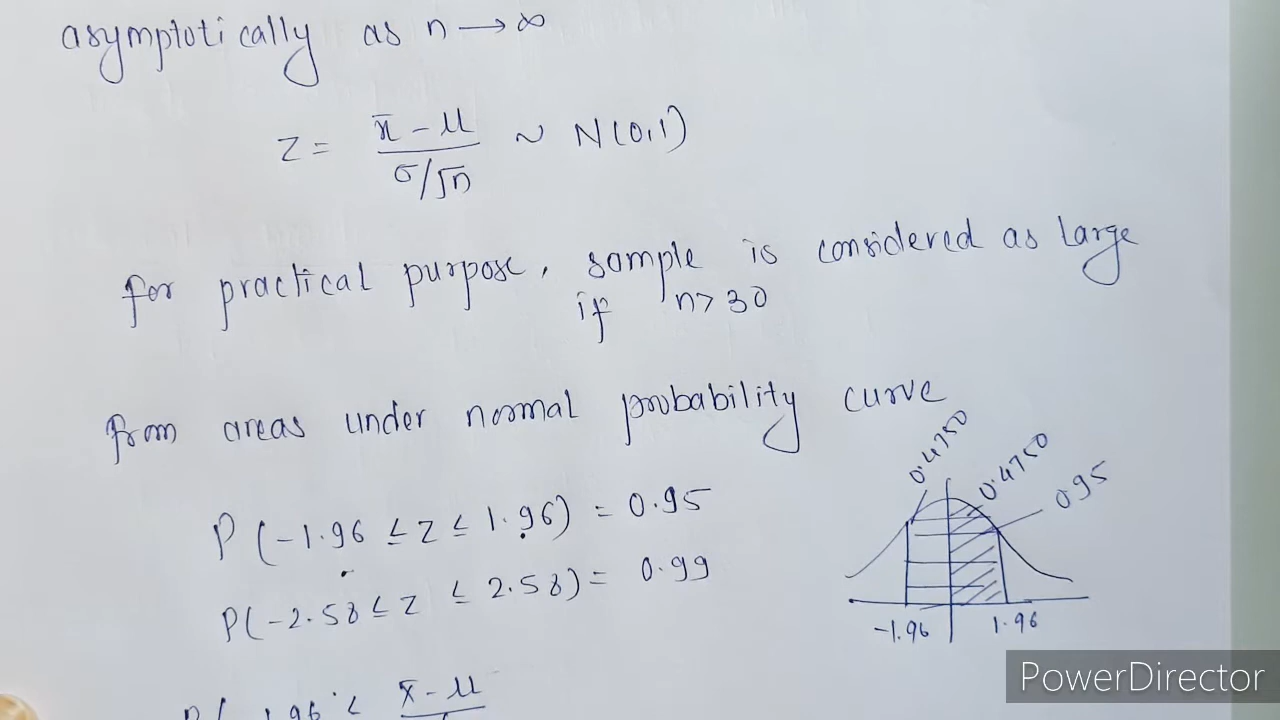 asymptotically as n → ∞
z = x̄ - μ / σ/√n ~ N(0,1)
for practical purpose, sample is considered as large
if n > 30
from areas under normal probability curve
P(-1.96 ≤ z ≤ 1.96) = 0.95
P(-2.58 ≤ z ≤ 2.58) = 0.99
0.4750
0.4750
0.95
-1.96
1.96
1.96 < x̄ - μ
PowerDirector